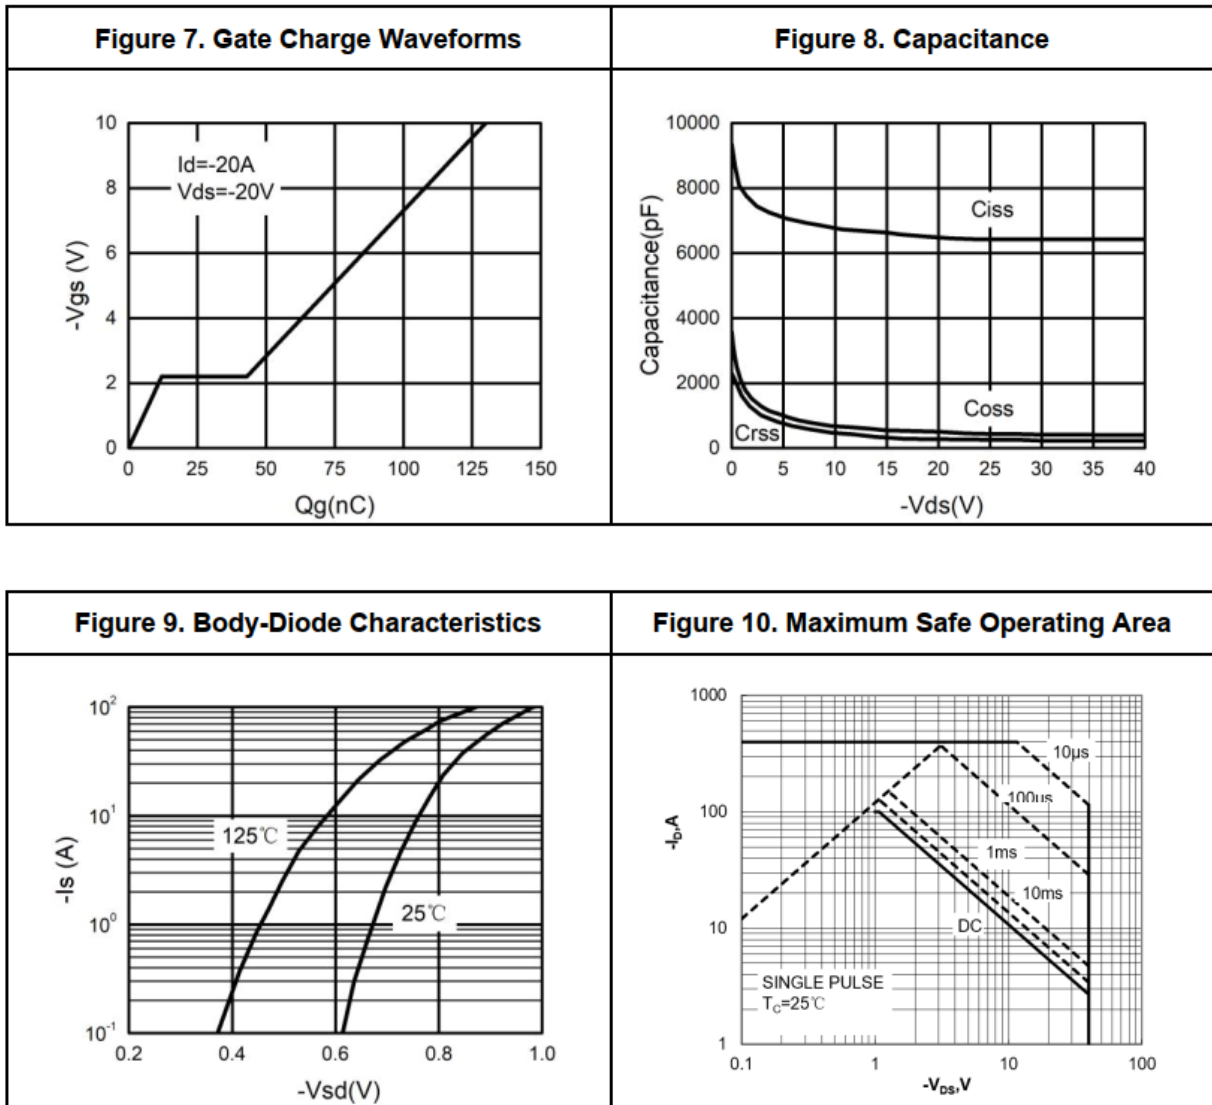 Figure 7. Gate Charge Waveforms
Figure 8. Capacitance
10
8
6
4
2
0
-Vgs (V)
Id=-20A
Vds=-20V
0 25 50 75 100 125 150
Qg(nC)
10000
8000
6000
4000
2000
0
Capacitance(pF)
Ciss
Coss
Crss
0 5 10 15 20 25 30 35 40
-Vds(V)
Figure 9. Body-Diode Characteristics
Figure 10. Maximum Safe Operating Area
10²
10¹
10⁰
10⁻¹
-Is (A)
125℃
25℃
0.2 0.4 0.6 0.8 1.0
-Vsd(V)
1000
100
10
1
-I_D,A
10μs
100us
1ms
10ms
DC
SINGLE PULSE
T_C=25℃
0.1 1 10 100
-V_DS,V